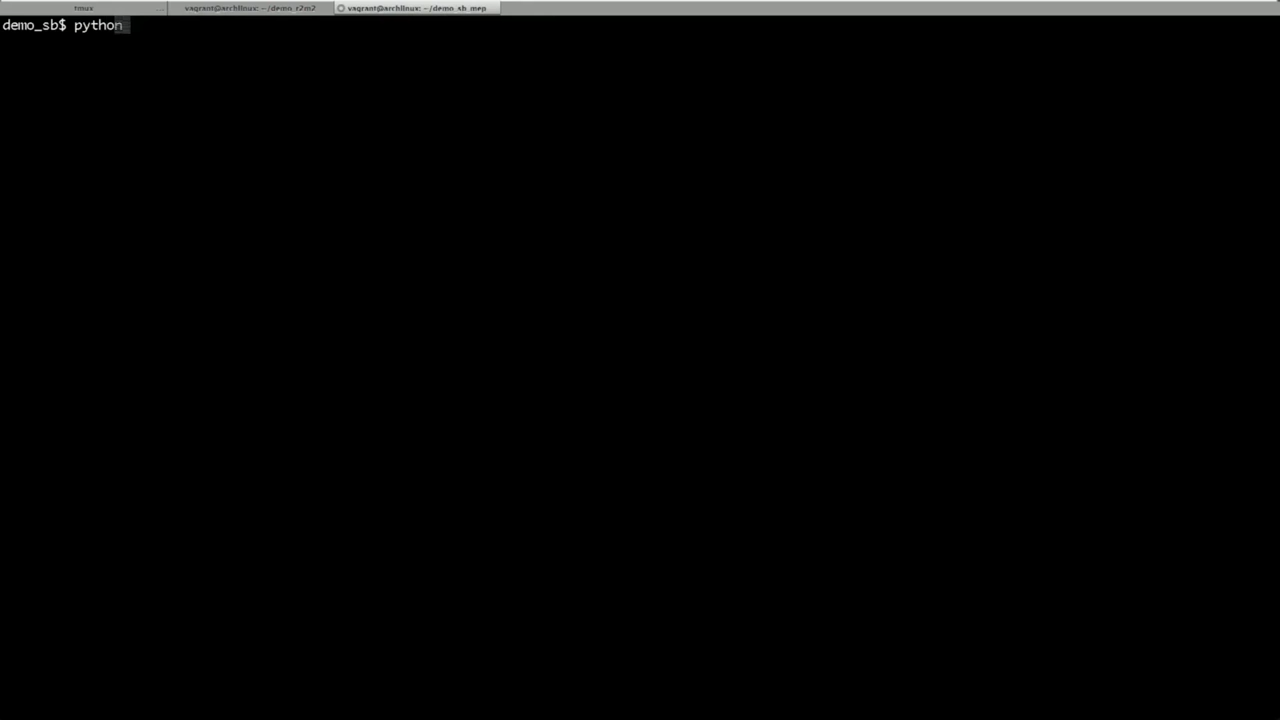 tmux
vagrant@archlinux: ~/demo_r2m2
vagrant@archlinux: ~/demo_sb_mep
demo_sb$ python